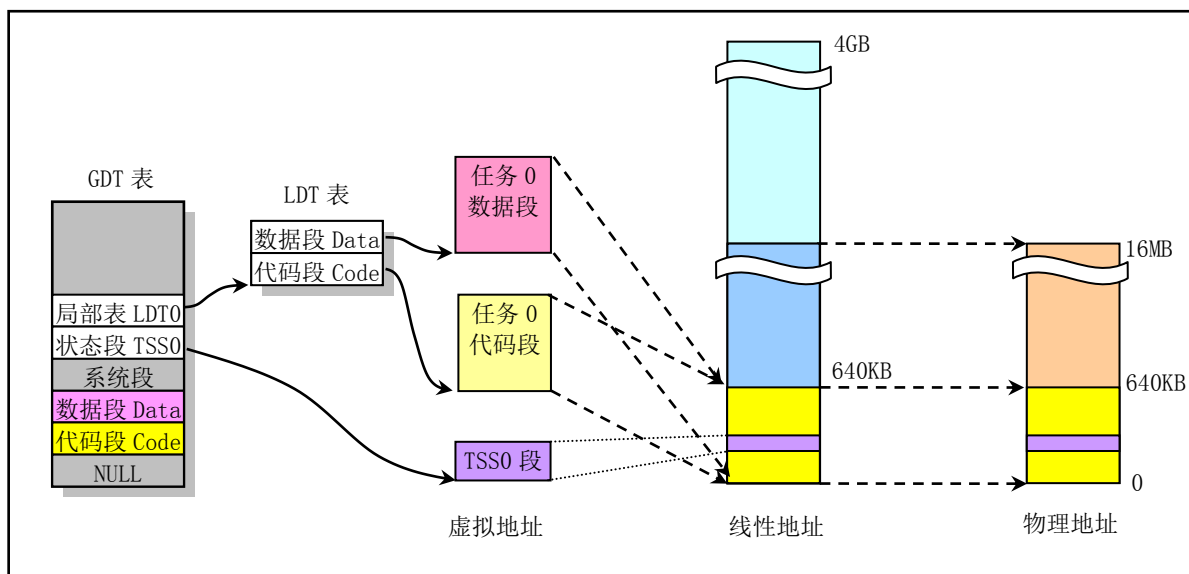 GDT 表
局部表 LDT0
状态段 TSS0
系统段
数据段 Data
代码段 Code
NULL
LDT 表
数据段 Data
代码段 Code
任务 0
数据段
任务 0
代码段
TSS0 段
虚拟地址
4GB
640KB
线性地址
16MB
640KB
0
物理地址